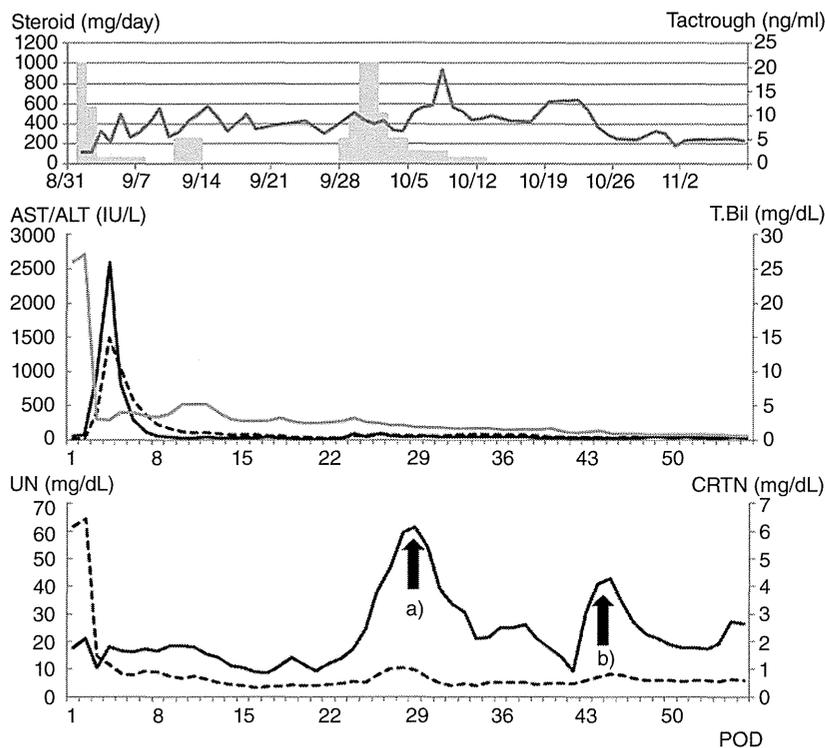 Steroid (mg/day) Tactrough (ng/ml)
1200 25
1000 20
800 15
600
400 10
200 5
0 0
8/31 9/7 9/14 9/21 9/28 10/5 10/12 10/19 10/26 11/2
AST/ALT (IU/L) T.Bil (mg/dL)
3000 30
2500 25
2000 20
1500 15
1000 10
500 5
0 0
1 8 15 22 29 36 43 50
UN (mg/dL) CRTN (mg/dL)
70 7
60 6
50 5
40 4
30 3
20 2
10 1
0 0
a)
b)
1 8 15 22 29 36 43 50
POD